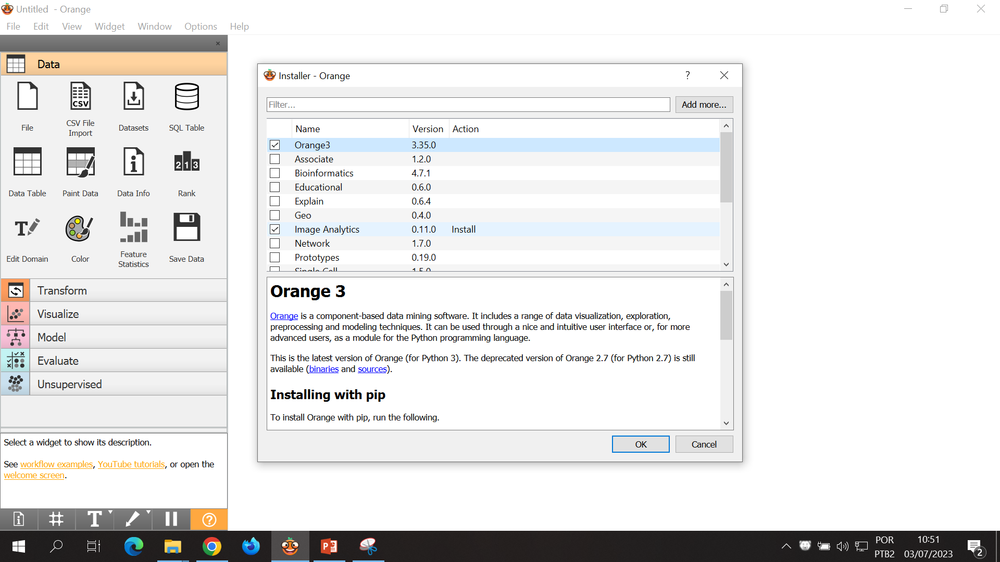 Untitled - Orange
File Edit View Widget Window Options Help
Data
File
CSV
CSV File
Import
Datasets
SQL Table
Data Table
Paint Data
Data Info
2 1 3
Rank
T
Edit Domain
Color
Feature
Statistics
Save Data
Transform
Visualize
Model
Evaluate
Unsupervised
Select a widget to show its description.
See workflow examples, YouTube tutorials, or open the
welcome screen.
T
?
Installer - Orange
?
Filter...
Add more...
Name Version Action
Orange3 3.35.0
Associate 1.2.0
Bioinformatics 4.7.1
Educational 0.6.0
Explain 0.6.4
Geo 0.4.0
Image Analytics 0.11.0 Install
Network 1.7.0
Prototypes 0.19.0
Single Cell 1.5.0
Orange 3
Orange is a component-based data mining software. It includes a range of data visualization, exploration,
preprocessing and modeling techniques. It can be used through a nice and intuitive user interface or, for more
advanced users, as a module for the Python programming language.
This is the latest version of Orange (for Python 3). The deprecated version of Orange 2.7 (for Python 2.7) is still
available (binaries and sources).
Installing with pip
To install Orange with pip, run the following.
OK
Cancel
P
POR
PTB2
10:51
03/07/2023
2